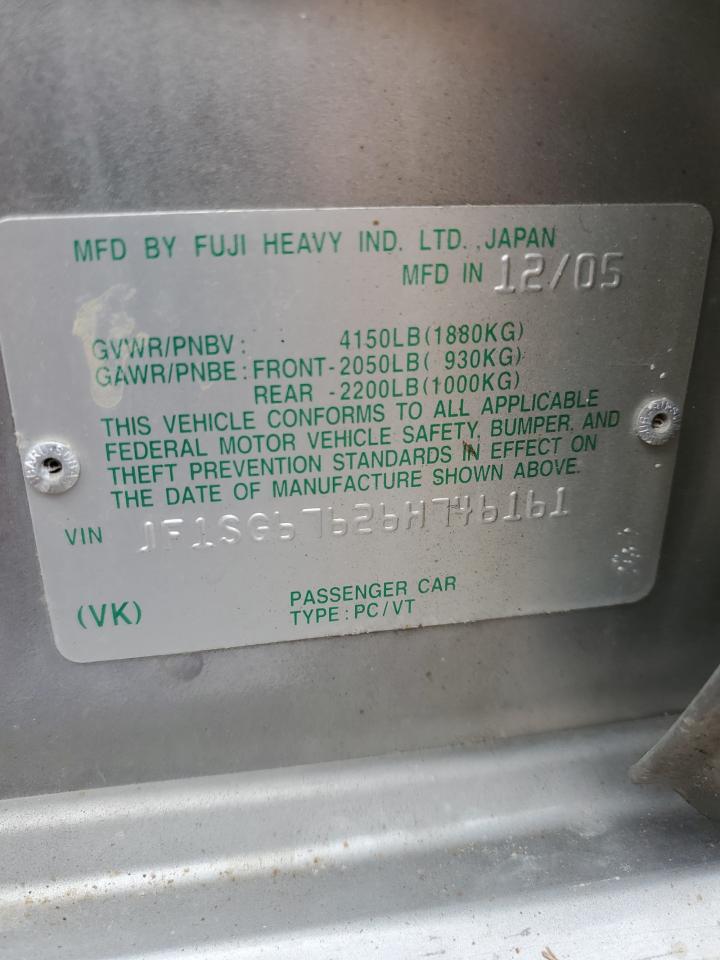 MFD BY FUJI HEAVY IND. LTD., JAPAN
MFD IN 12/05
GVWR/PNBV: 4150LB(1880KG)
GAWR/PNBE: FRONT-2050LB( 930KG)
REAR -2200LB(1000KG)
THIS VEHICLE CONFORMS TO ALL APPLICABLE
FEDERAL MOTOR VEHICLE SAFETY, BUMPER, AND
THEFT PREVENTION STANDARDS IN EFFECT ON
THE DATE OF MANUFACTURE SHOWN ABOVE.
VIN JF1SG67626H746161
(VK)
PASSENGER CAR
TYPE: PC/VT